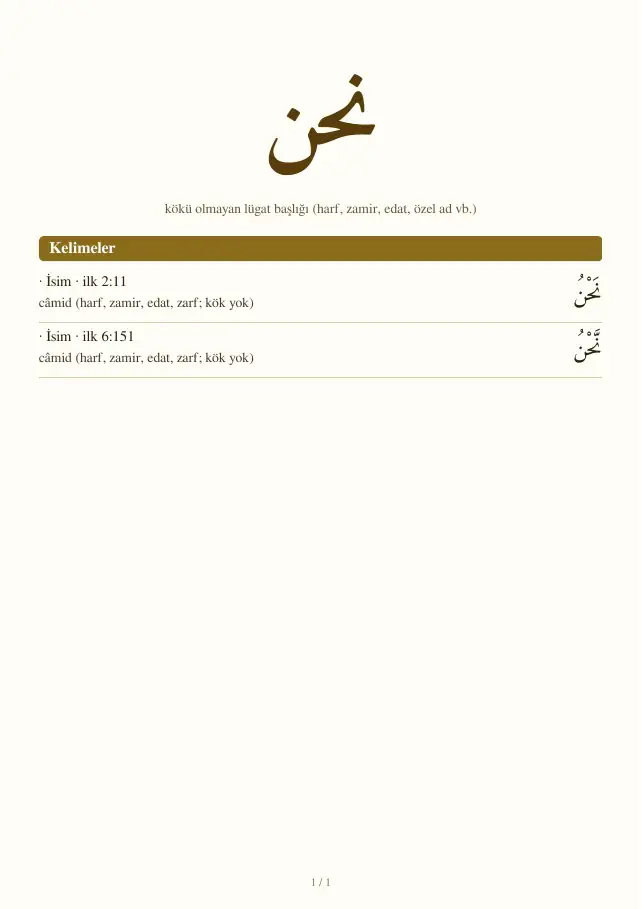 نحن
kökü olmayan lügat başlığı (harf, zamir, edat, özel ad vb.)
Kelimeler
· İsim · ilk 2:11 نَحْنُ
câmid (harf, zamir, edat, zarf; kök yok)
· İsim · ilk 6:151 نَّحْنُ
câmid (harf, zamir, edat, zarf; kök yok)
1 / 1